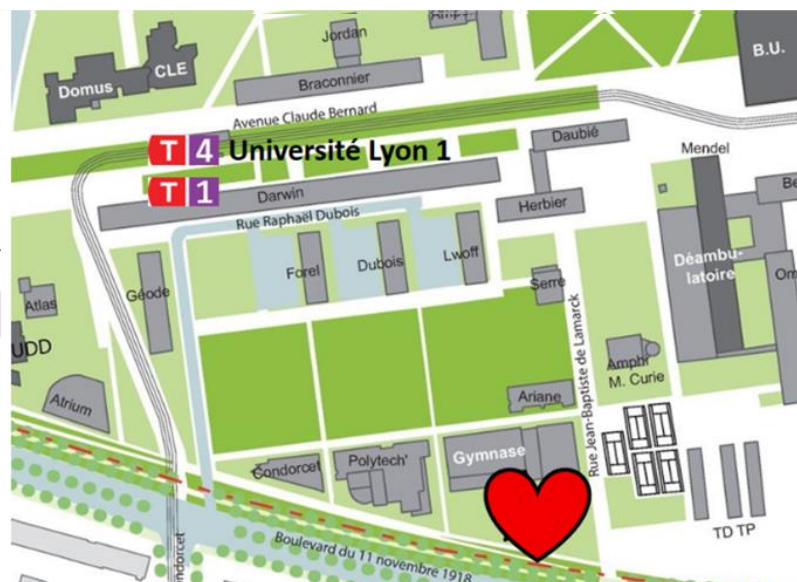 Jordan
Braconnier
B.U.
CLE
Domus
Avenue Claude Bernard
T 4 Université Lyon 1
T 1
Daubié
Mendel
Darwin
Herbier
Rue Raphaël Dubois
Forel
Dubois
Lwoff
Serre
Déambu-
latoire
Géode
Atlas
UDD
Rue Jean-Baptiste de Lamarck
Amphi
M. Curie
Atrium
Ariane
Condorcet
Polytech'
Gymnase
TD TP
Boulevard du 11 novembre 1918